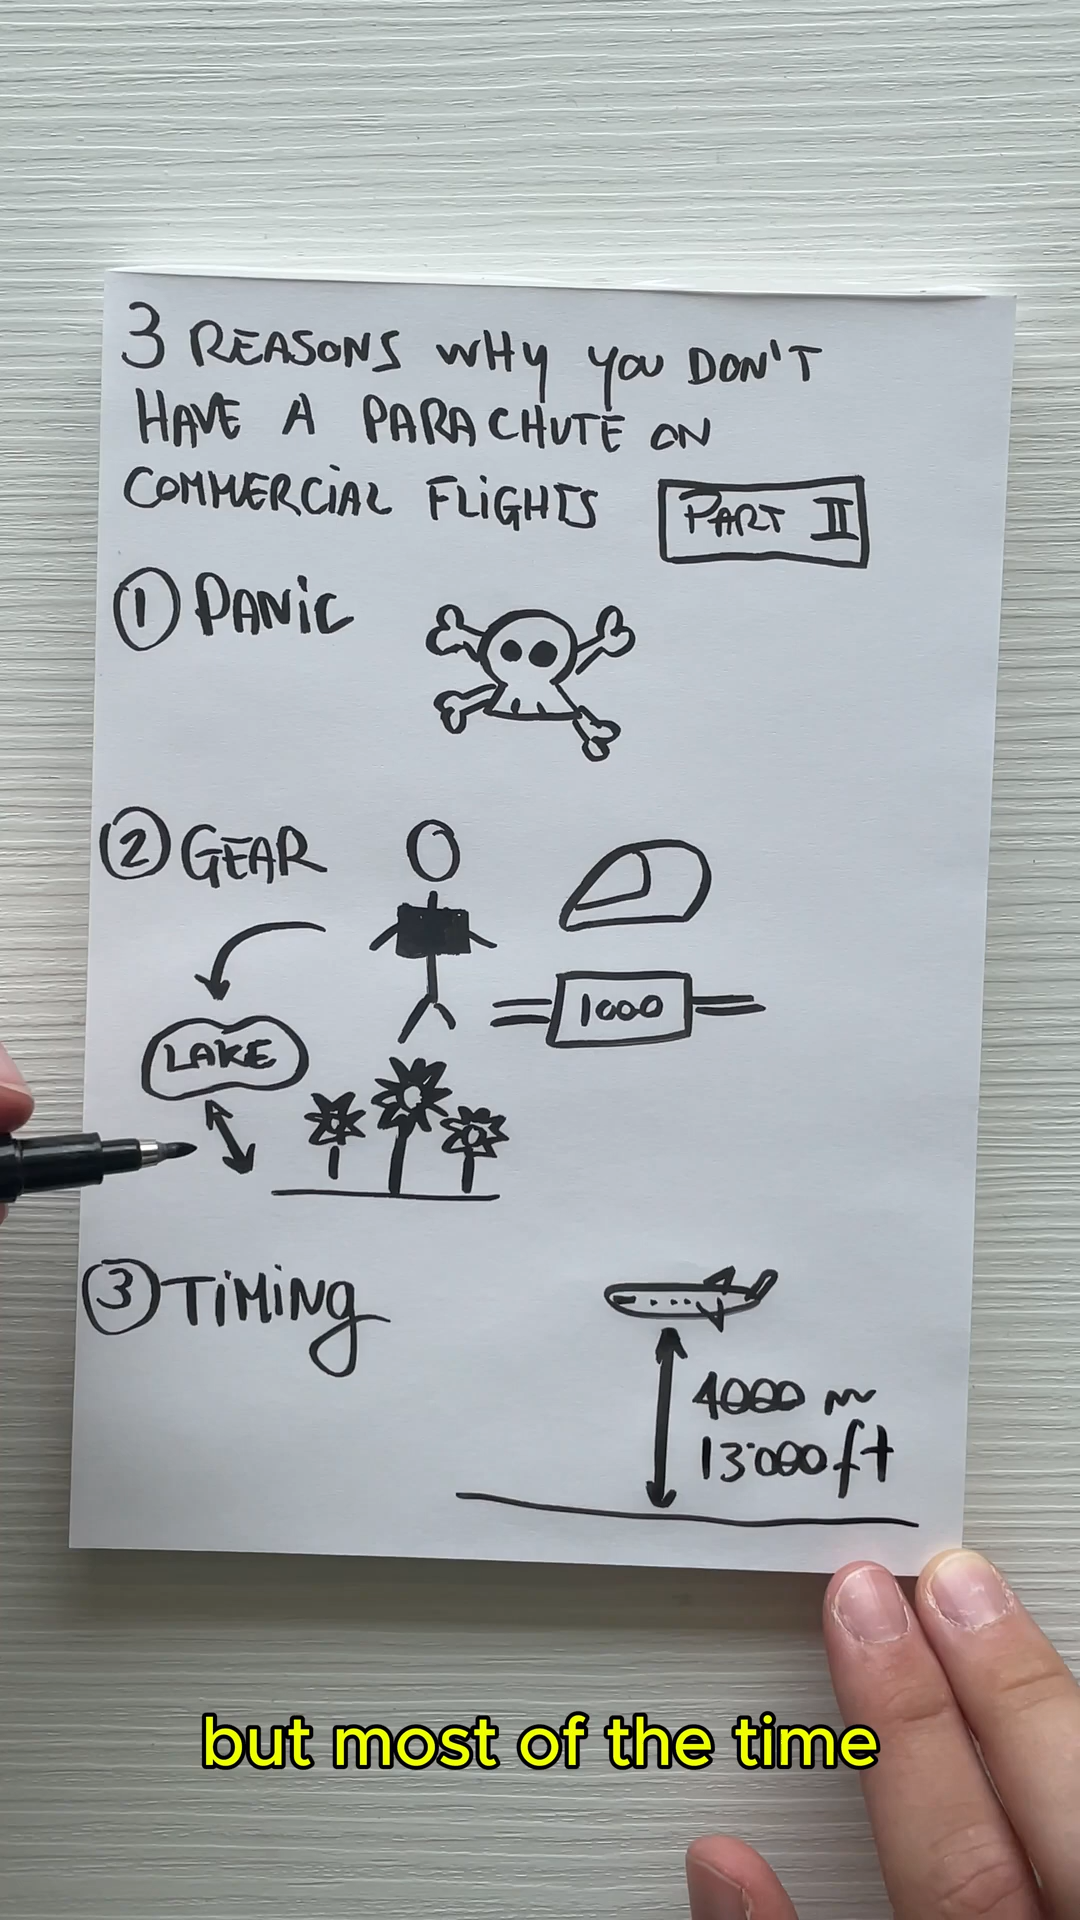 3 REASONS WHY YOU DON'T
HAVE A PARACHUTE ON
COMMERCIAL FLIGHTS PART II
1 PANIC
2 GEAR
1000
LAKE
3 TIMING
4000 m
13'000 ft
but most of the time